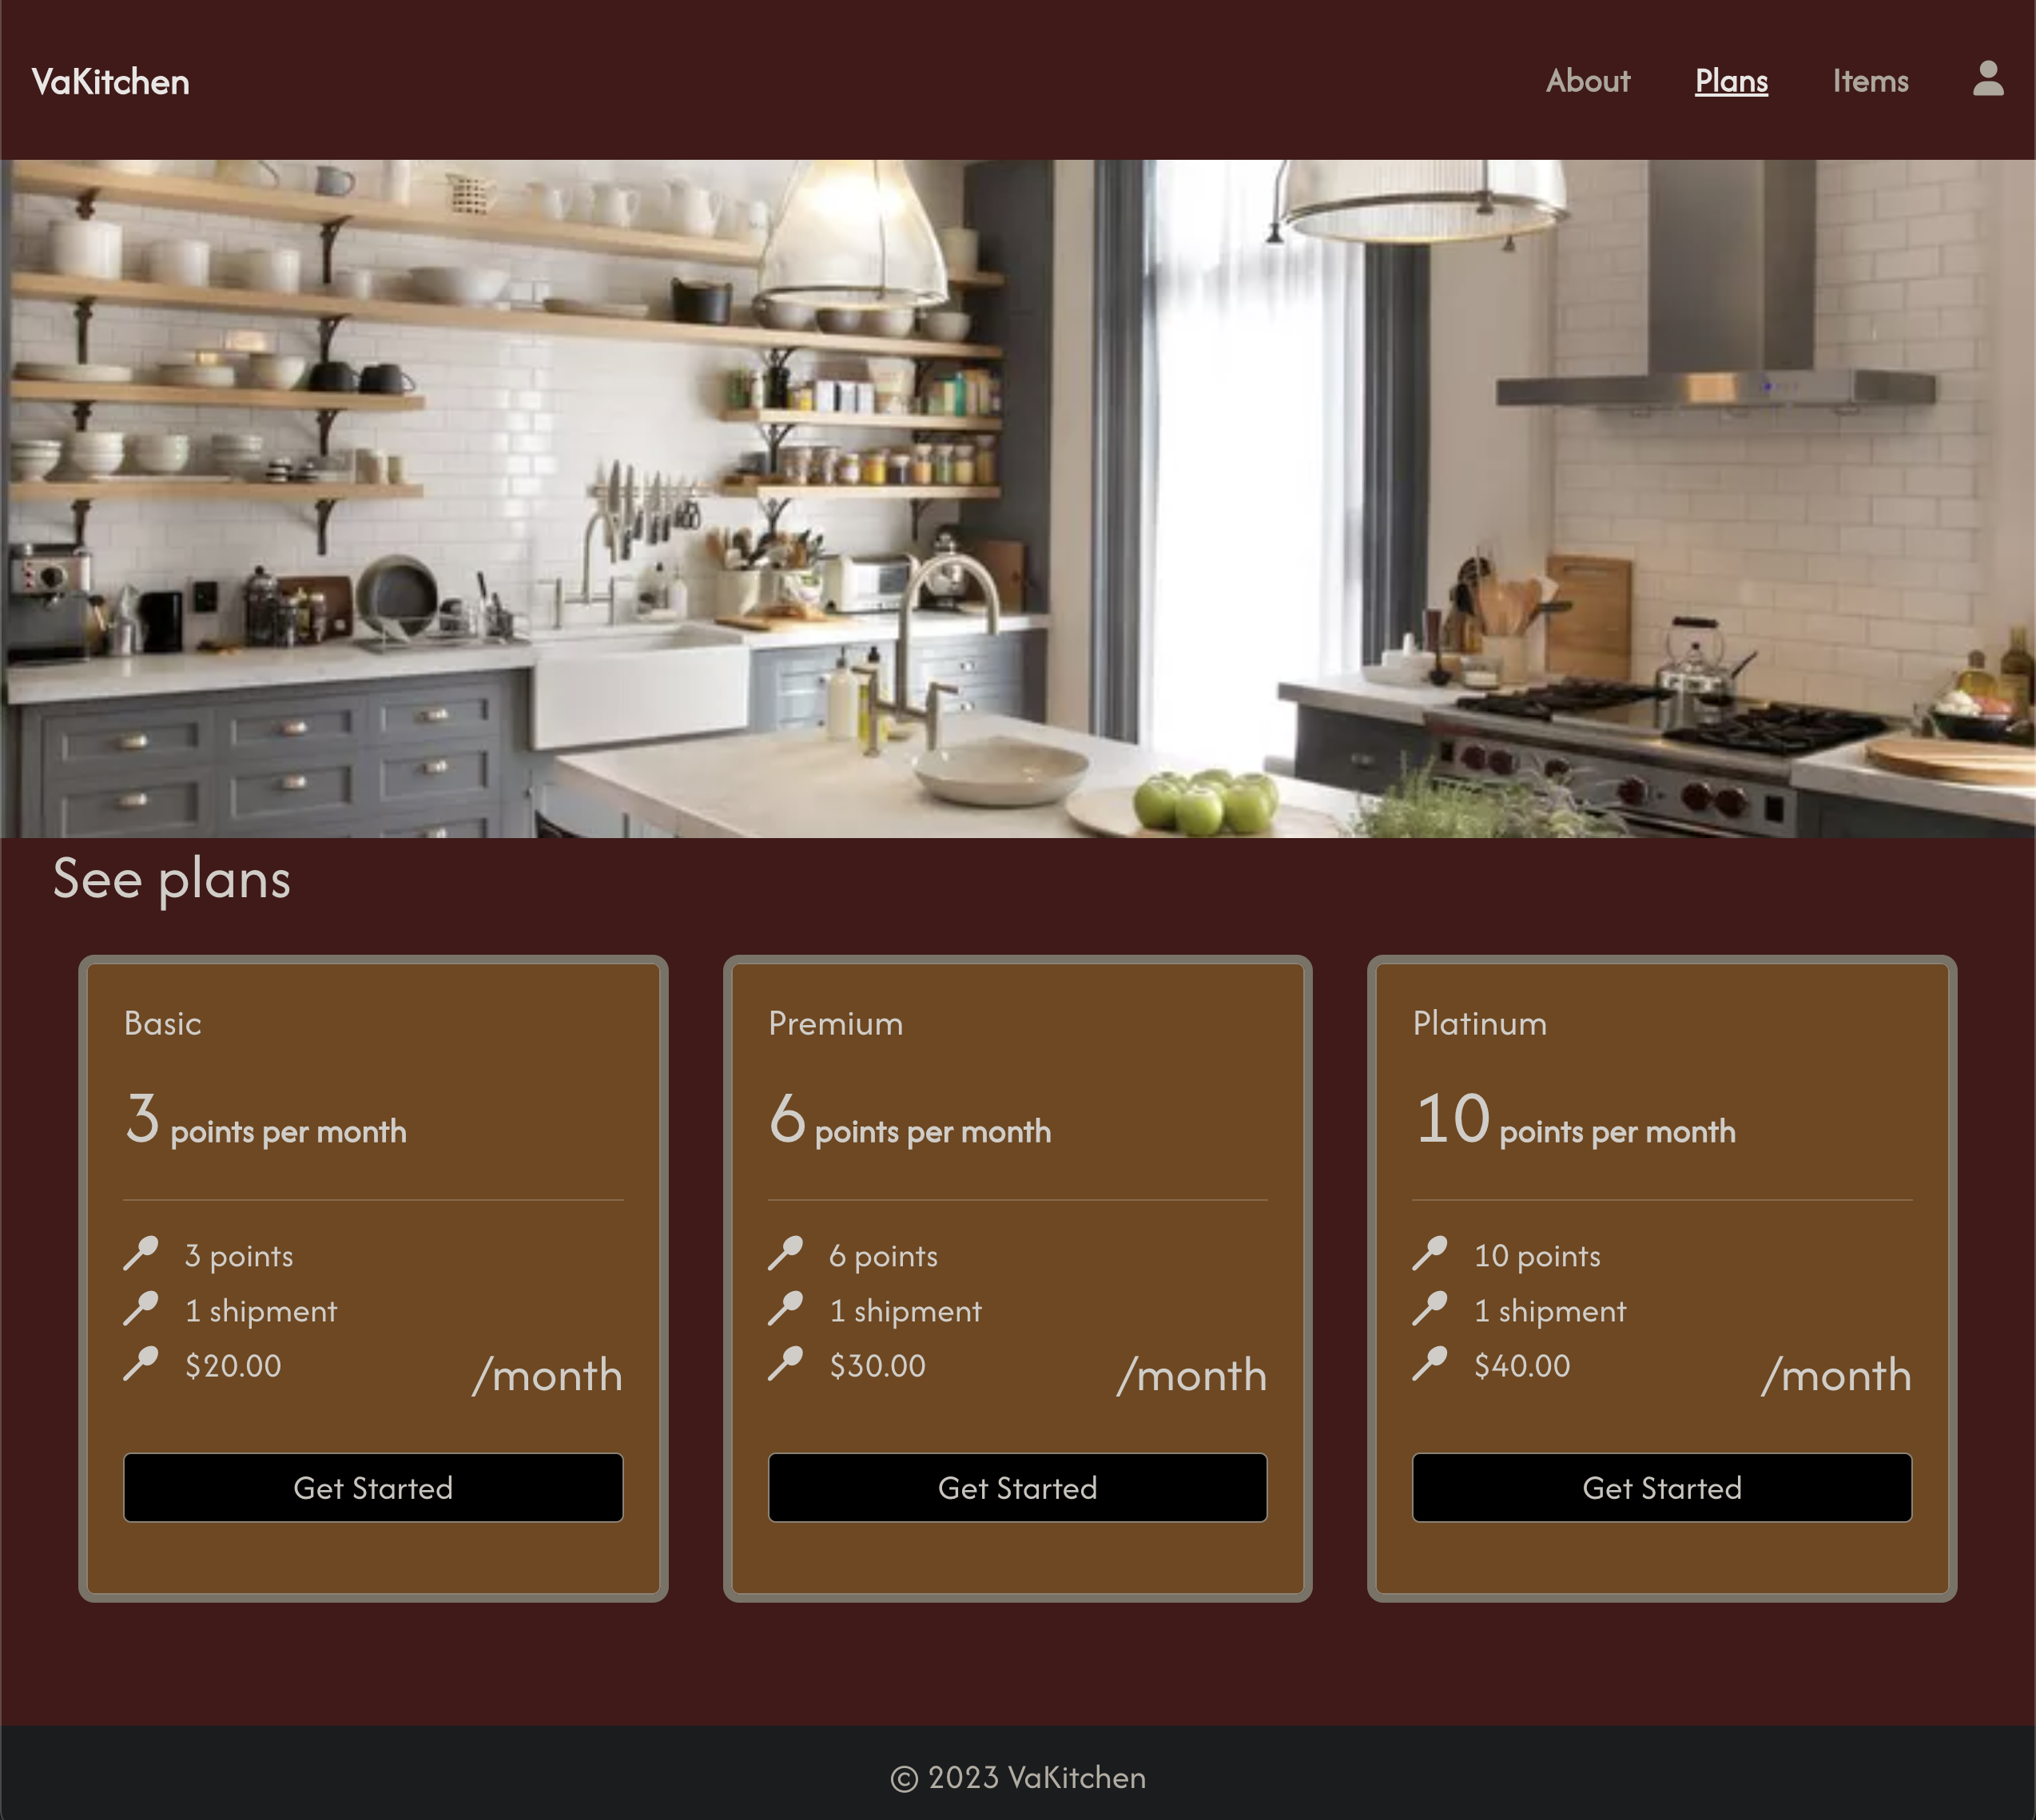 VaKitchen
About Plans Items
See plans
Basic
3 points per month
3 points
1 shipment
$20.00 /month
Get Started
Premium
6 points per month
6 points
1 shipment
$30.00 /month
Get Started
Platinum
10 points per month
10 points
1 shipment
$40.00 /month
Get Started
© 2023 VaKitchen